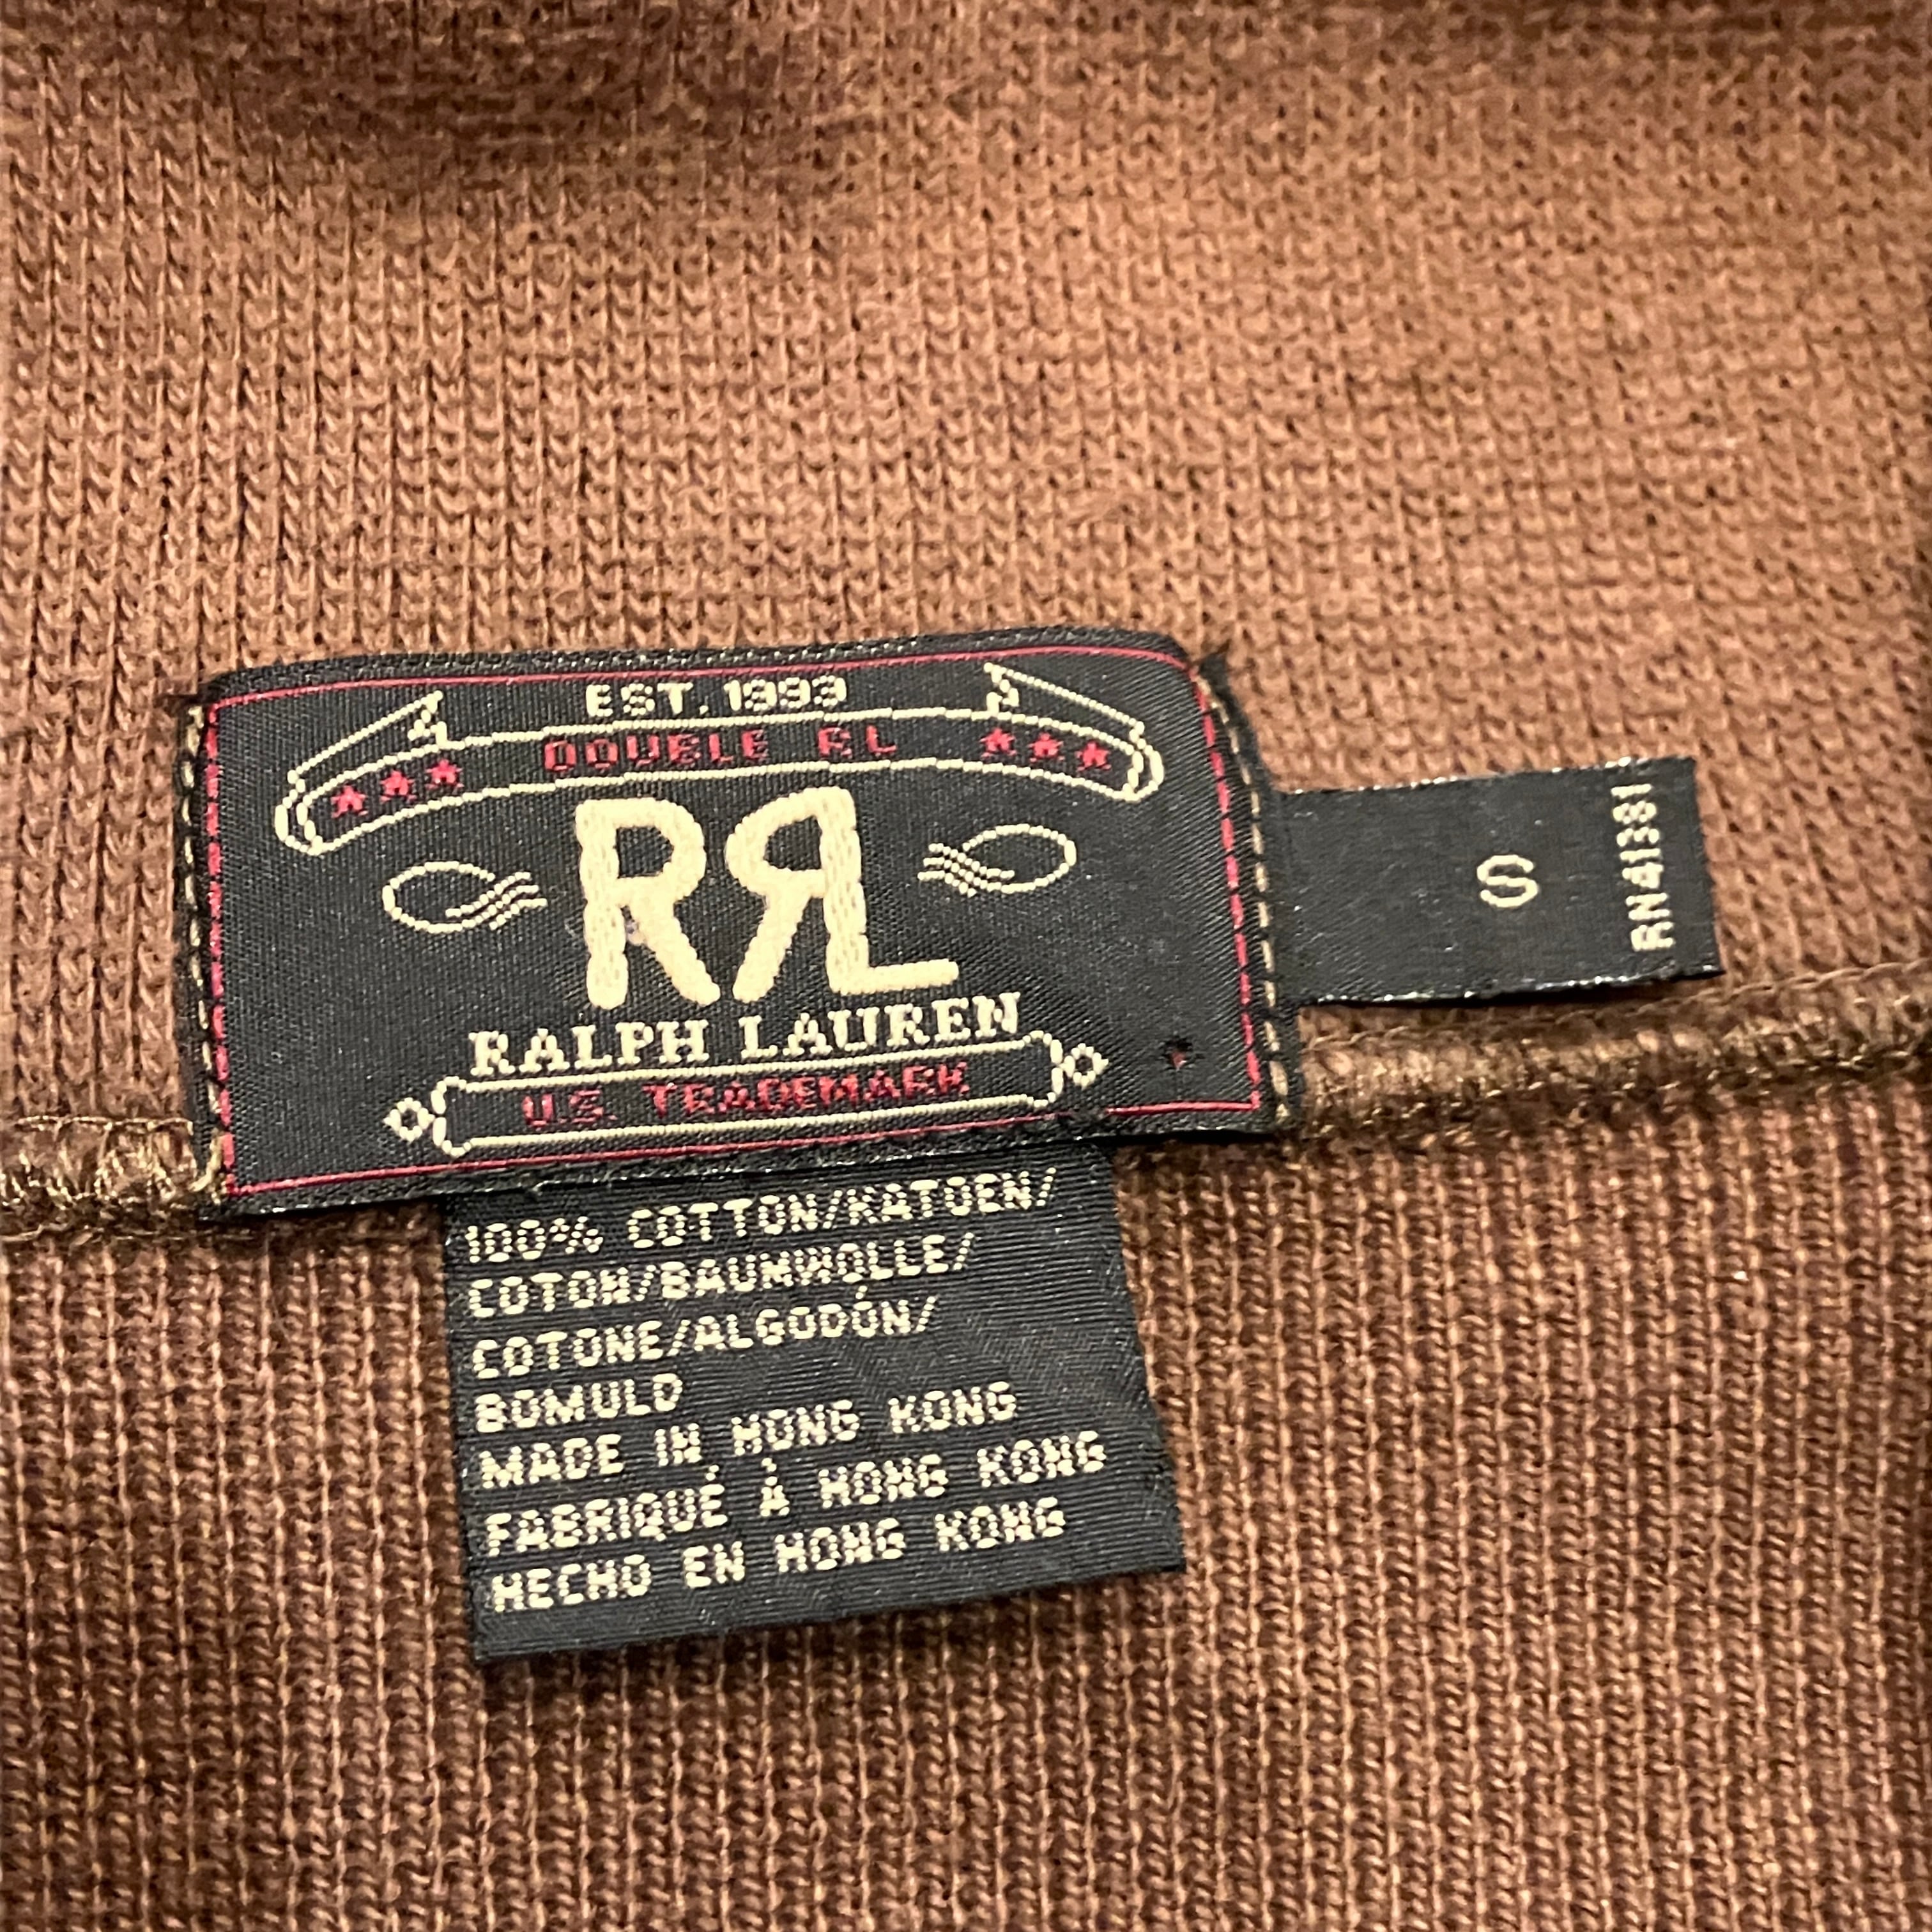 EST. 1993
DOUBLE RL
RRL
RALPH LAUREN
U.S. TRADEMARK
S
RN41381
100% COTTON/KATOEN/
COTON/BAUMWOLLE/
COTONE/ALGODÓN/
BOMULD
MADE IN HONG KONG
FABRIQUÉ À HONG KONG
HECHO EN HONG KONG